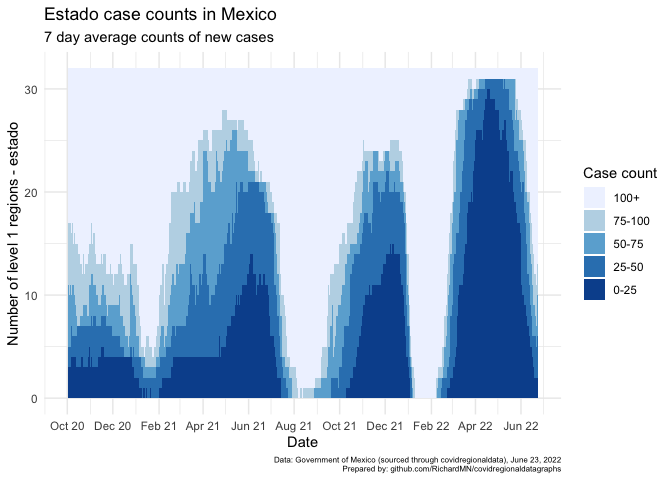 Estado case counts in Mexico
7 day average counts of new cases
Number of level 1 regions - estado
30
20
10
0
Oct 20 Dec 20 Feb 21 Apr 21 Jun 21 Aug 21 Oct 21 Dec 21 Feb 22 Apr 22 Jun 22
Date
Case count
100+
75-100
50-75
25-50
0-25
Data: Government of Mexico (sourced through covidregionaldata), June 23, 2022
Prepared by: github.com/RichardMN/covidregionaldatagraphs